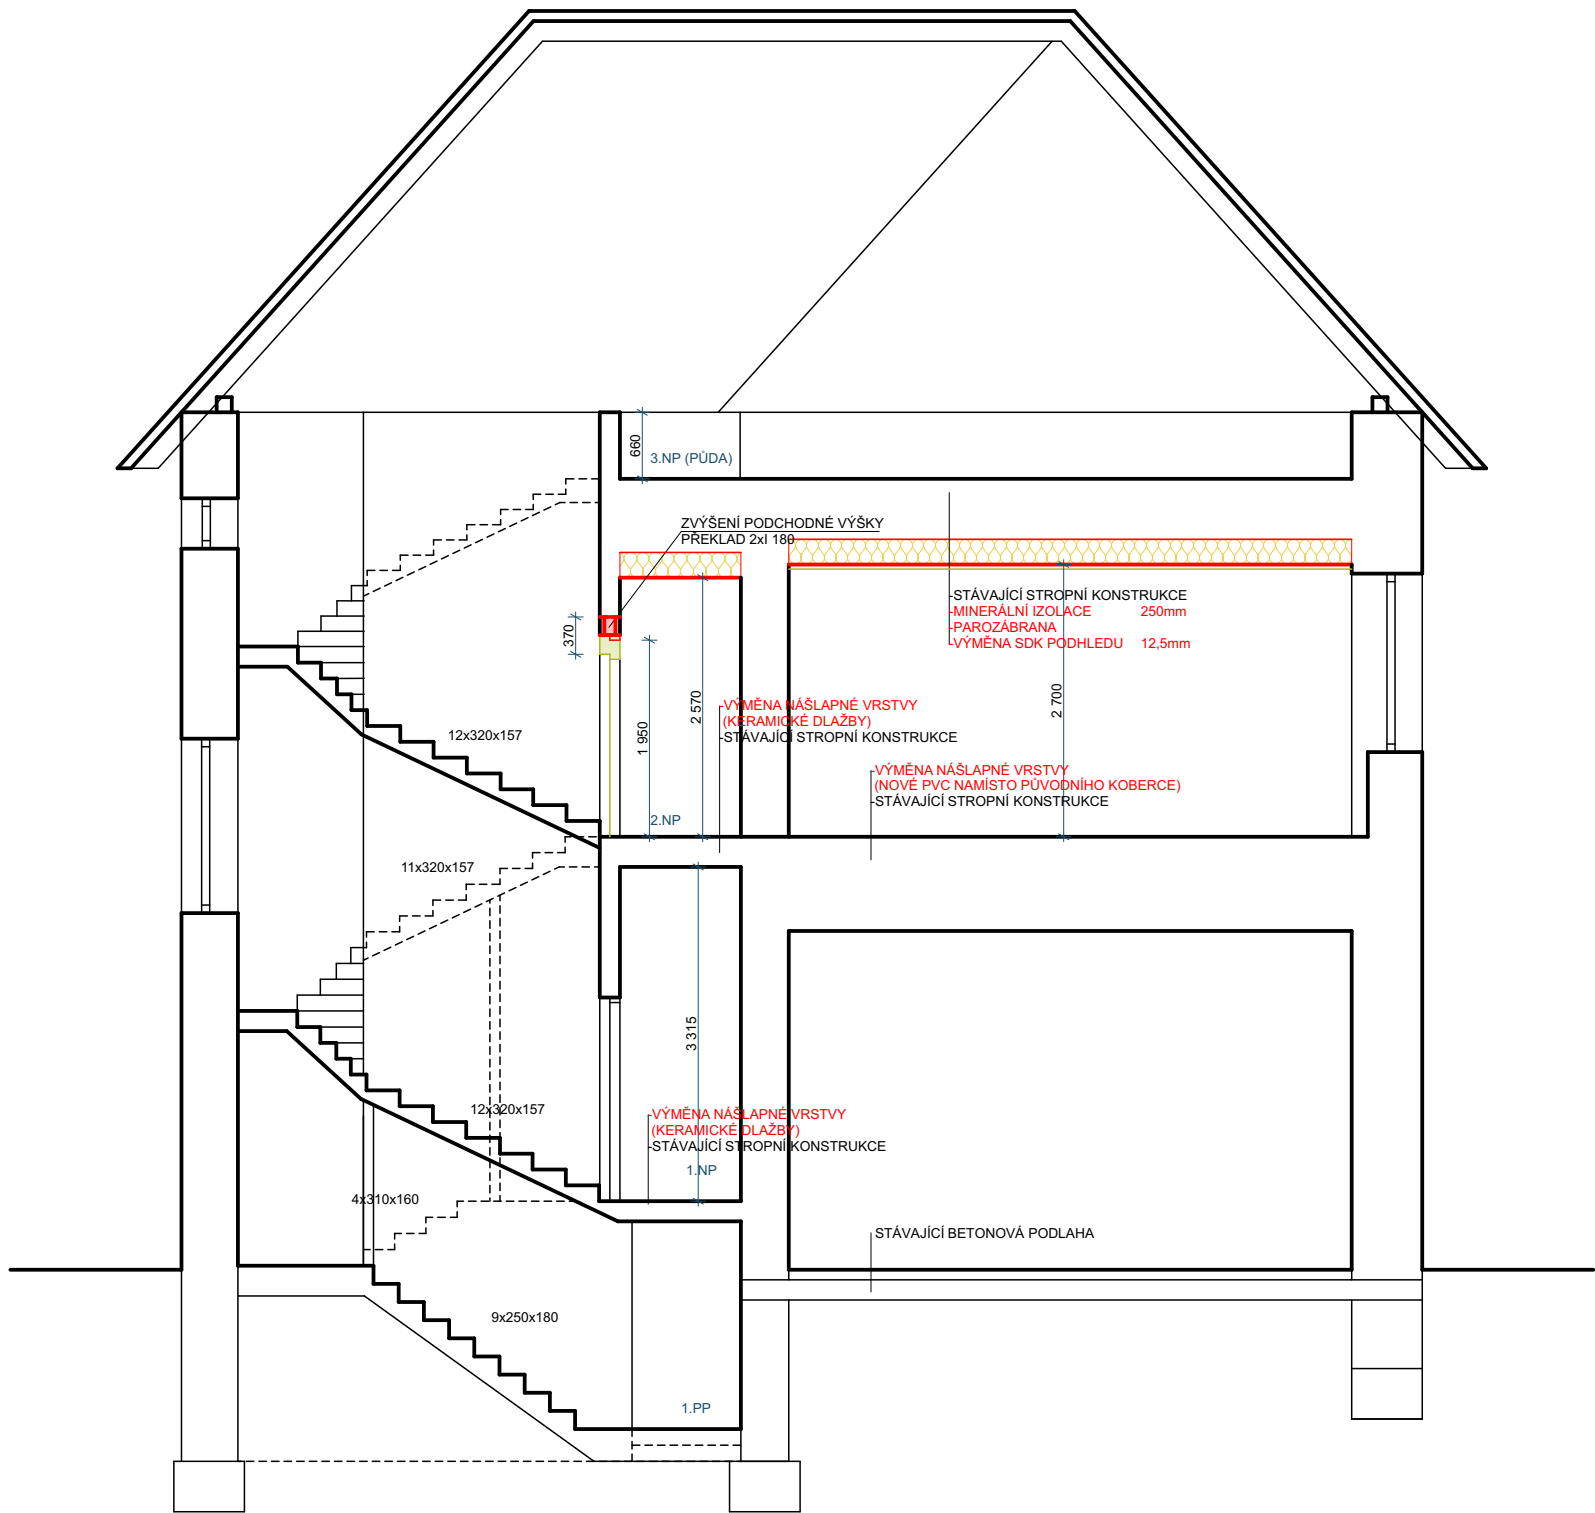 660
3.NP (PŮDA)
ZVÝŠENÍ PODCHODNÉ VÝŠKY
PŘEKLAD 2xI 180
-STÁVAJÍCÍ STROPNÍ KONSTRUKCE
-MINERÁLNÍ IZOLACE 250mm
-PAROZÁBRANA
-VÝMĚNA SDK PODHLEDU 12,5mm
370
1 950
2 570
2 700
-VÝMĚNA NÁŠLAPNÉ VRSTVY
(KERAMICKÉ DLAŽBY)
-STÁVAJÍCÍ STROPNÍ KONSTRUKCE
12x320x157
-VÝMĚNA NÁŠLAPNÉ VRSTVY
(NOVÉ PVC NAMÍSTO PŮVODNÍHO KOBERCE)
-STÁVAJÍCÍ STROPNÍ KONSTRUKCE
2.NP
11x320x157
3 315
12x320x157
-VÝMĚNA NÁŠLAPNÉ VRSTVY
(KERAMICKÉ DLAŽBY)
-STÁVAJÍCÍ STROPNÍ KONSTRUKCE
1.NP
4x310x160
STÁVAJÍCÍ BETONOVÁ PODLAHA
9x250x180
1.PP